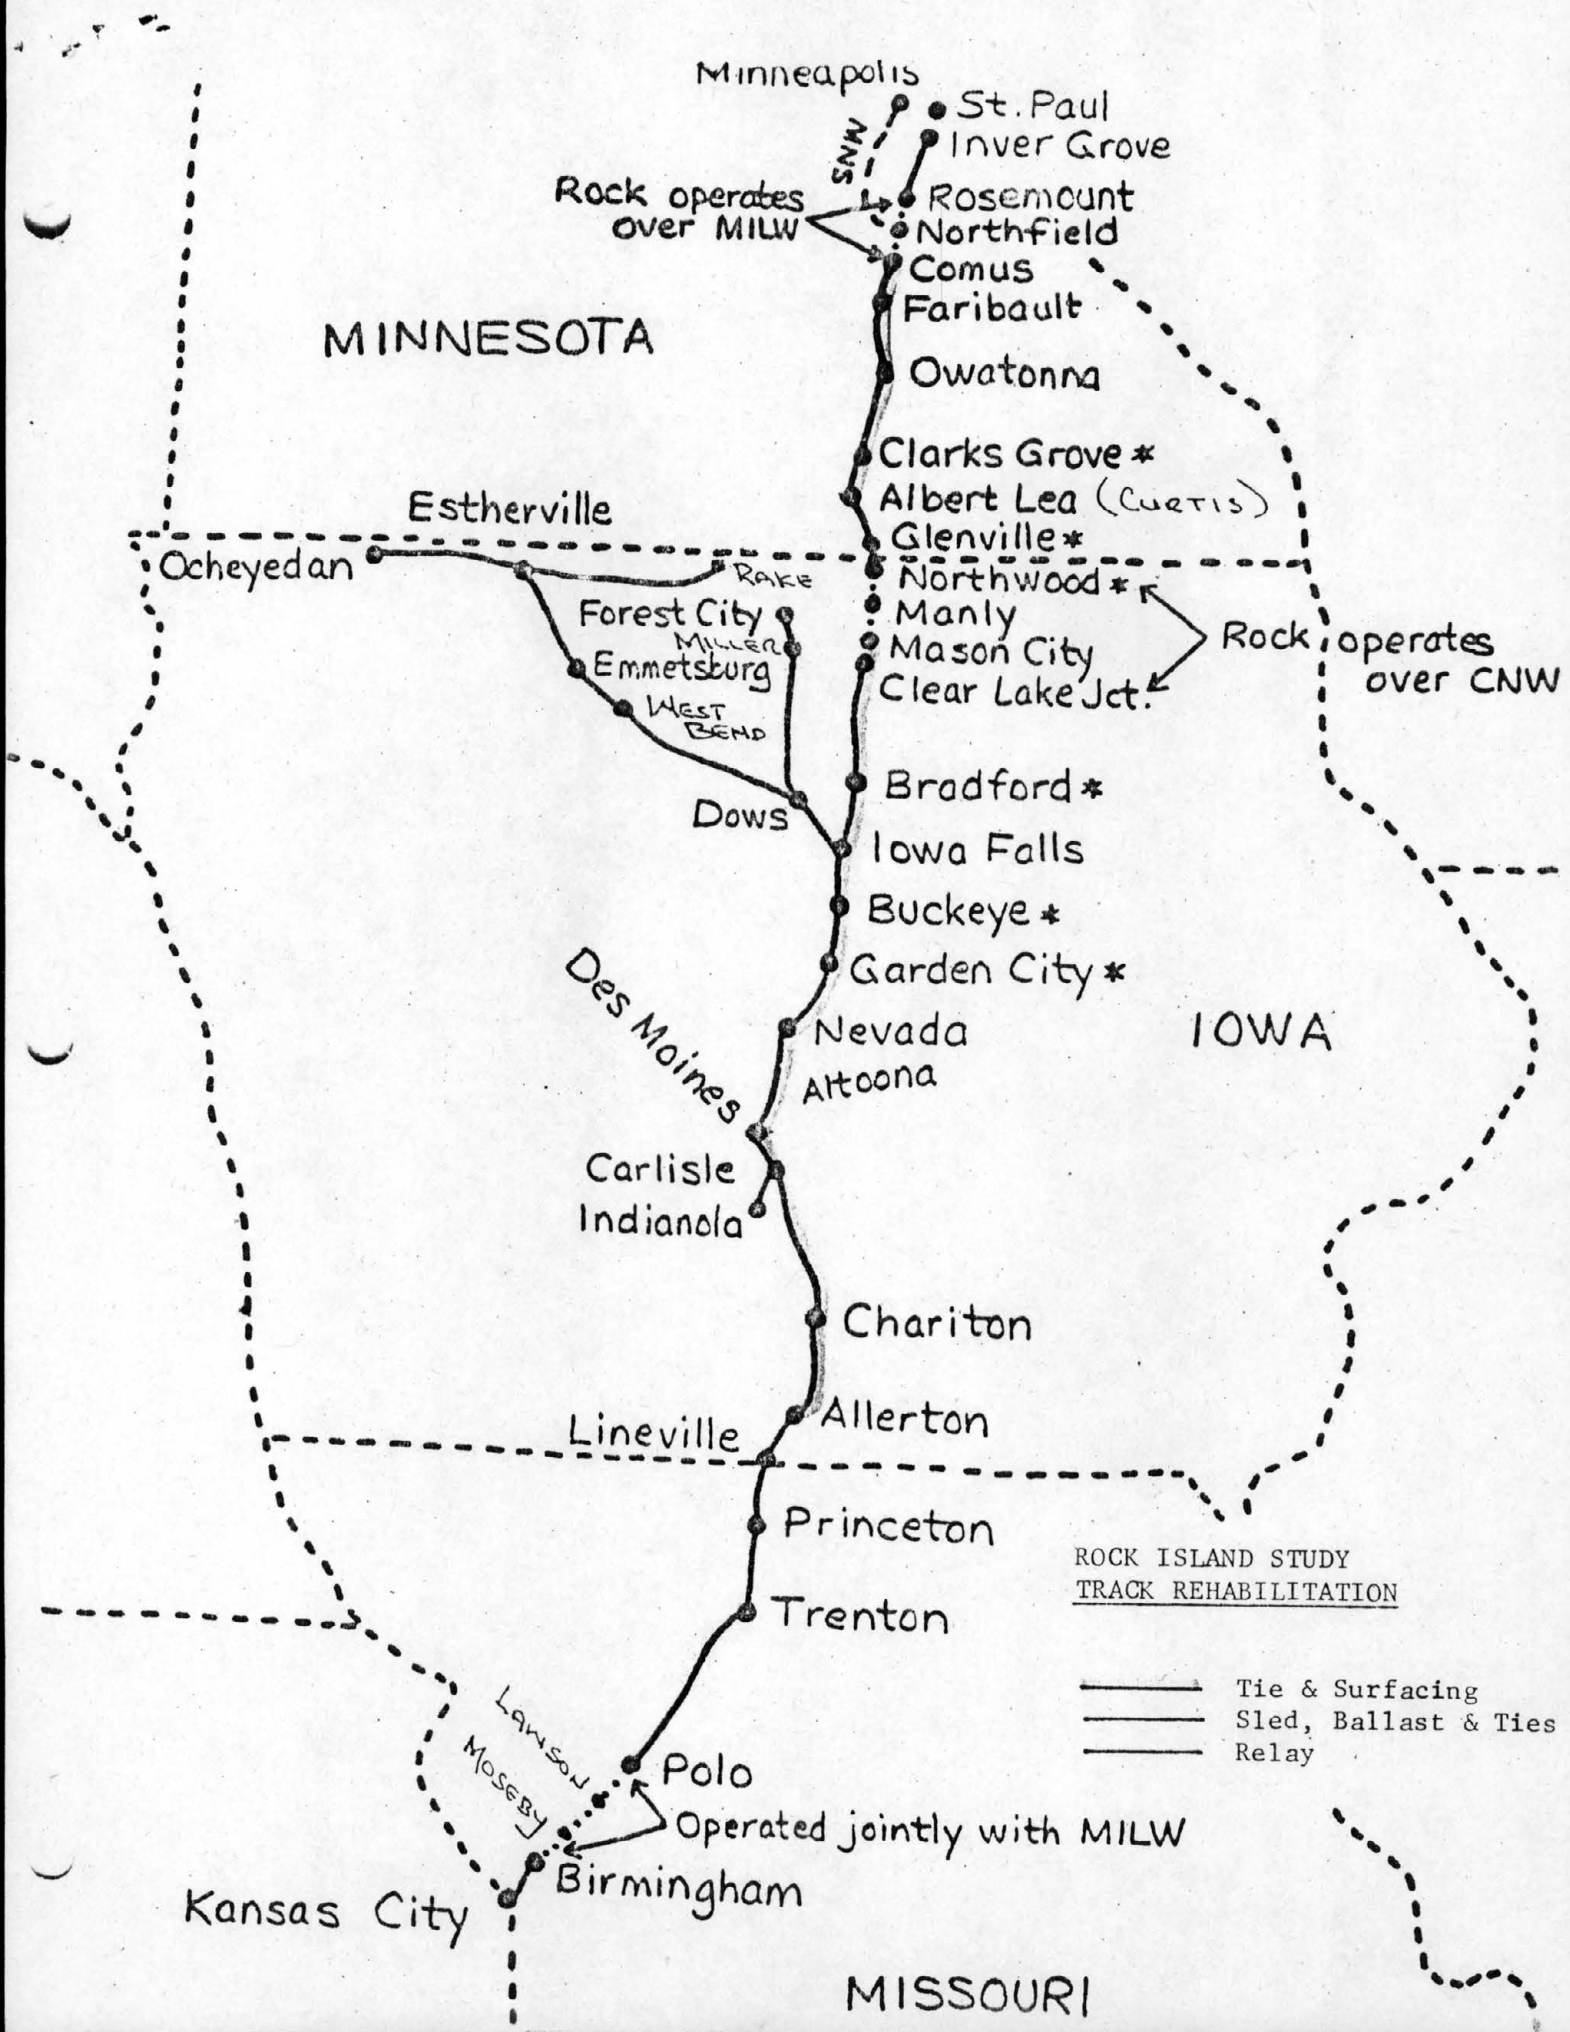 Minneapolis
St. Paul
Inver Grove
MNS
Rock operates
over MILW
Rosemount
Northfield
Comus
Faribault
MINNESOTA
Owatonna
Clarks Grove *
Albert Lea (CURTIS)
Estherville
Glenville *
Ocheyedan
RAKE
Northwood *
Forest City
Manly
MILLER
Mason City
Rock operates
over CNW
Emmetsburg
Clear Lake Jct.
WEST
BEND
Bradford *
Dows
Iowa Falls
Buckeye *
Garden City *
Des Moines
Nevada
IOWA
Altoona
Carlisle
Indianola
Chariton
Allerton
Lineville
Princeton
ROCK ISLAND STUDY
TRACK REHABILITATION
Trenton
Tie & Surfacing
Sled, Ballast & Ties
Relay
LAWSON
MOSEBY
Polo
Operated jointly with MILW
Birmingham
Kansas City
MISSOURI